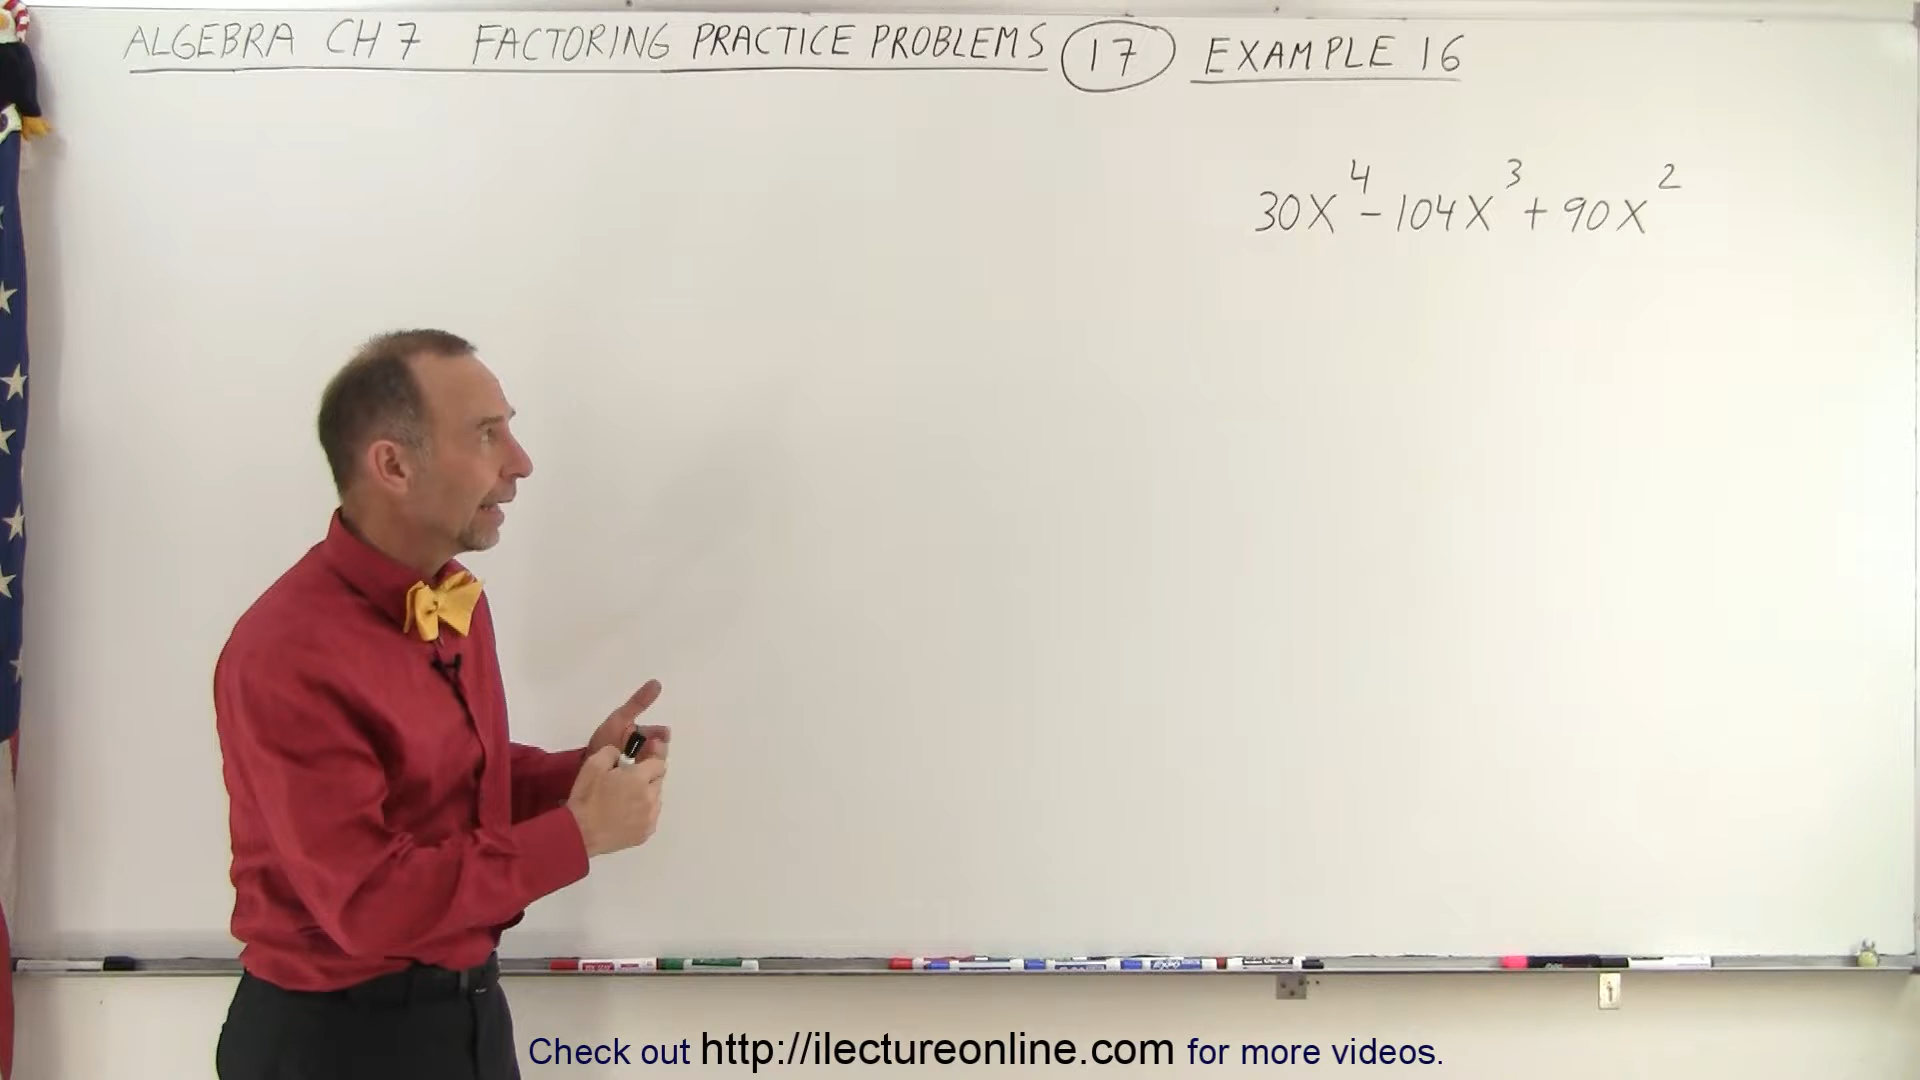 ALGEBRA CH 7 FACTORING PRACTICE PROBLEMS 17 EXAMPLE 16
30X⁴ - 104X³ + 90X²
Check out http://ilectureonline.com for more videos.